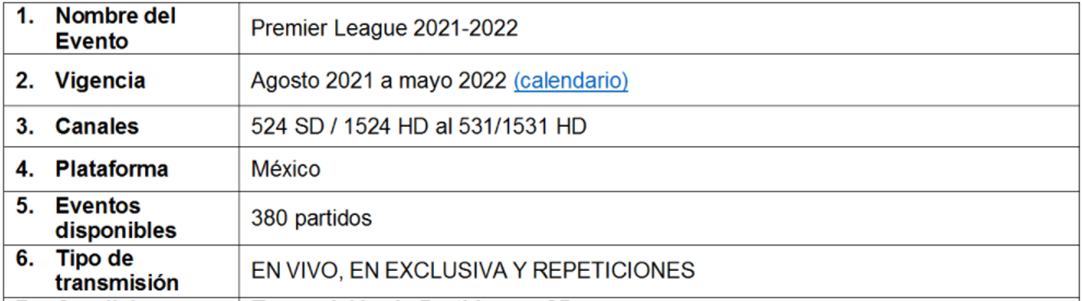 1. Nombre del Evento
Premier League 2021-2022
2. Vigencia
Agosto 2021 a mayo 2022 (calendario)
3. Canales
524 SD / 1524 HD al 531/1531 HD
4. Plataforma
México
5. Eventos disponibles
380 partidos
6. Tipo de transmisión
EN VIVO, EN EXCLUSIVA Y REPETICIONES